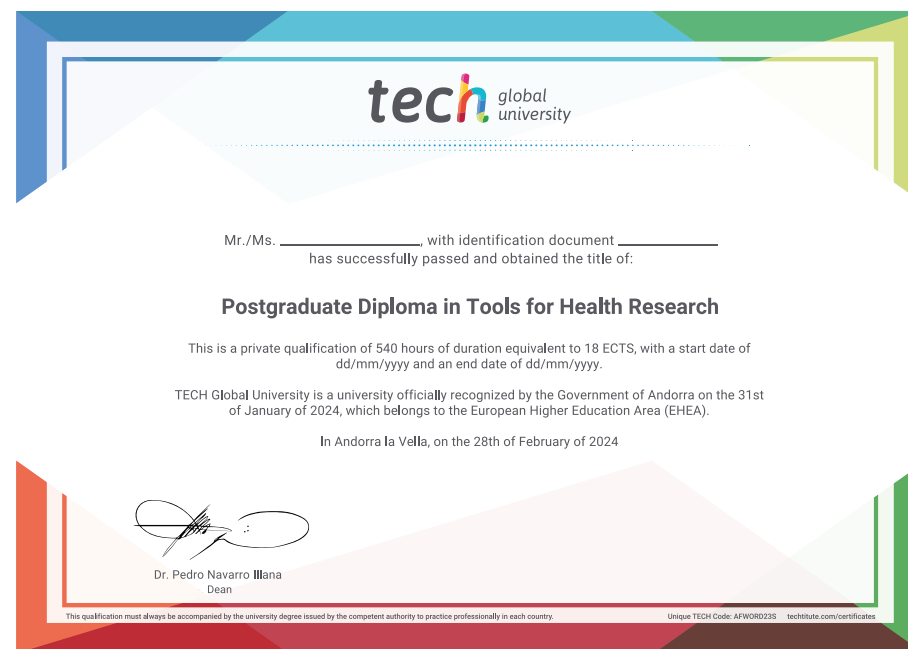 tech global
university
Mr./Ms. ____________, with identification document ____________
has successfully passed and obtained the title of:
Postgraduate Diploma in Tools for Health Research
This is a private qualification of 540 hours of duration equivalent to 18 ECTS, with a start date of
dd/mm/yyyy and an end date of dd/mm/yyyy.
TECH Global University is a university officially recognized by the Government of Andorra on the 31st
of January of 2024, which belongs to the European Higher Education Area (EHEA).
In Andorra la Vella, on the 28th of February of 2024
Dr. Pedro Navarro Illana
Dean
This qualification must always be accompanied by the university degree issued by the competent authority to practice professionally in each country. Unique TECH Code: AFWORD23S techtitute.com/certificates